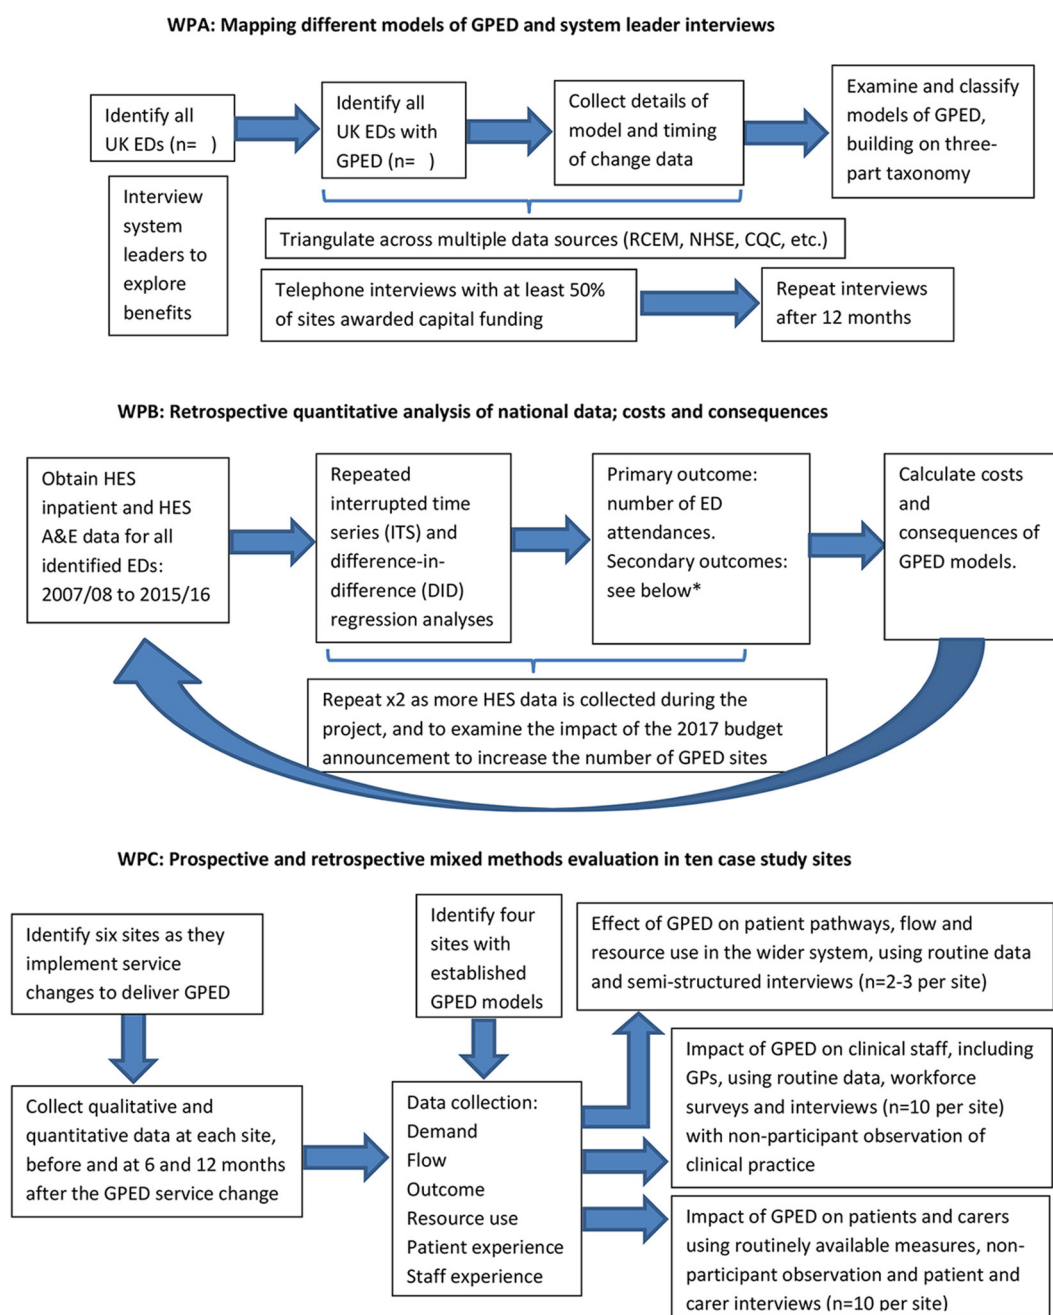 WPA: Mapping different models of GPED and system leader interviews
Identify all
UK EDs (n=   )
Identify all
UK EDs with
GPED (n=   )
Collect details of
model and timing
of change data
Examine and classify
models of GPED,
building on three-
part taxonomy
Interview
system
leaders to
explore
benefits
Triangulate across multiple data sources (RCEM, NHSE, CQC, etc.)
Telephone interviews with at least 50%
of sites awarded capital funding
Repeat interviews
after 12 months
WPB: Retrospective quantitative analysis of national data; costs and consequences
Obtain HES
inpatient and HES
A&E data for all
identified EDs:
2007/08 to 2015/16
Repeated
interrupted time
series (ITS) and
difference-in-
difference (DID)
regression analyses
Primary outcome:
number of ED
attendances.
Secondary outcomes:
see below*
Calculate costs
and
consequences of
GPED models.
Repeat x2 as more HES data is collected during the
project, and to examine the impact of the 2017 budget
announcement to increase the number of GPED sites
WPC: Prospective and retrospective mixed methods evaluation in ten case study sites
Identify six sites as they
implement service
changes to deliver GPED
Identify four
sites with
established
GPED models
Effect of GPED on patient pathways, flow and
resource use in the wider system, using routine data
and semi-structured interviews (n=2-3 per site)
Collect qualitative and
quantitative data at each site,
before and at 6 and 12 months
after the GPED service change
Data collection:
Demand
Flow
Outcome
Resource use
Patient experience
Staff experience
Impact of GPED on clinical staff, including
GPs, using routine data, workforce
surveys and interviews (n=10 per site)
with non-participant observation of
clinical practice
Impact of GPED on patients and carers
using routinely available measures, non-
participant observation and patient and
carer interviews (n=10 per site)